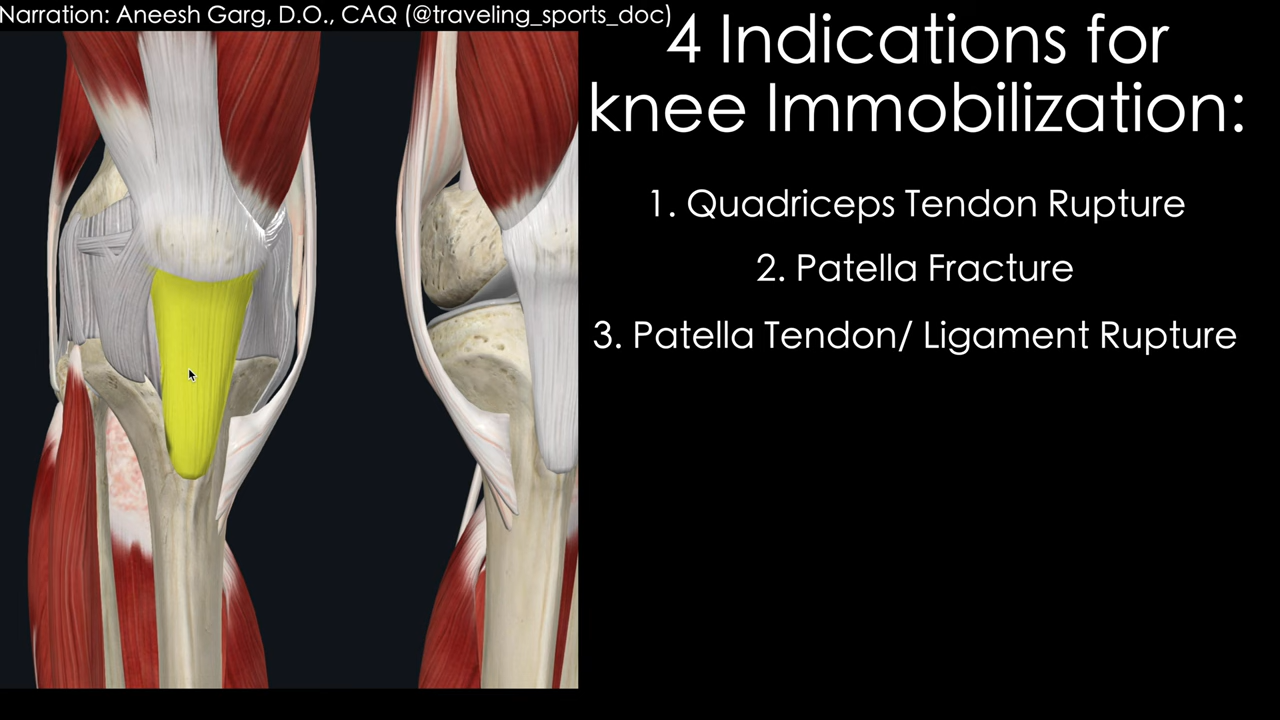 Narration: Aneesh Garg, D.O., CAQ (@traveling_sports_doc)
4 Indications for
knee Immobilization:
1. Quadriceps Tendon Rupture
2. Patella Fracture
3. Patella Tendon/ Ligament Rupture